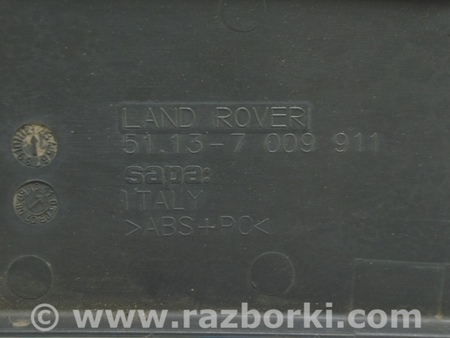 LAND ROVER
51.13-7 009 911
sapa:
ITALY
>ABS+PC<
© www.razborki.com